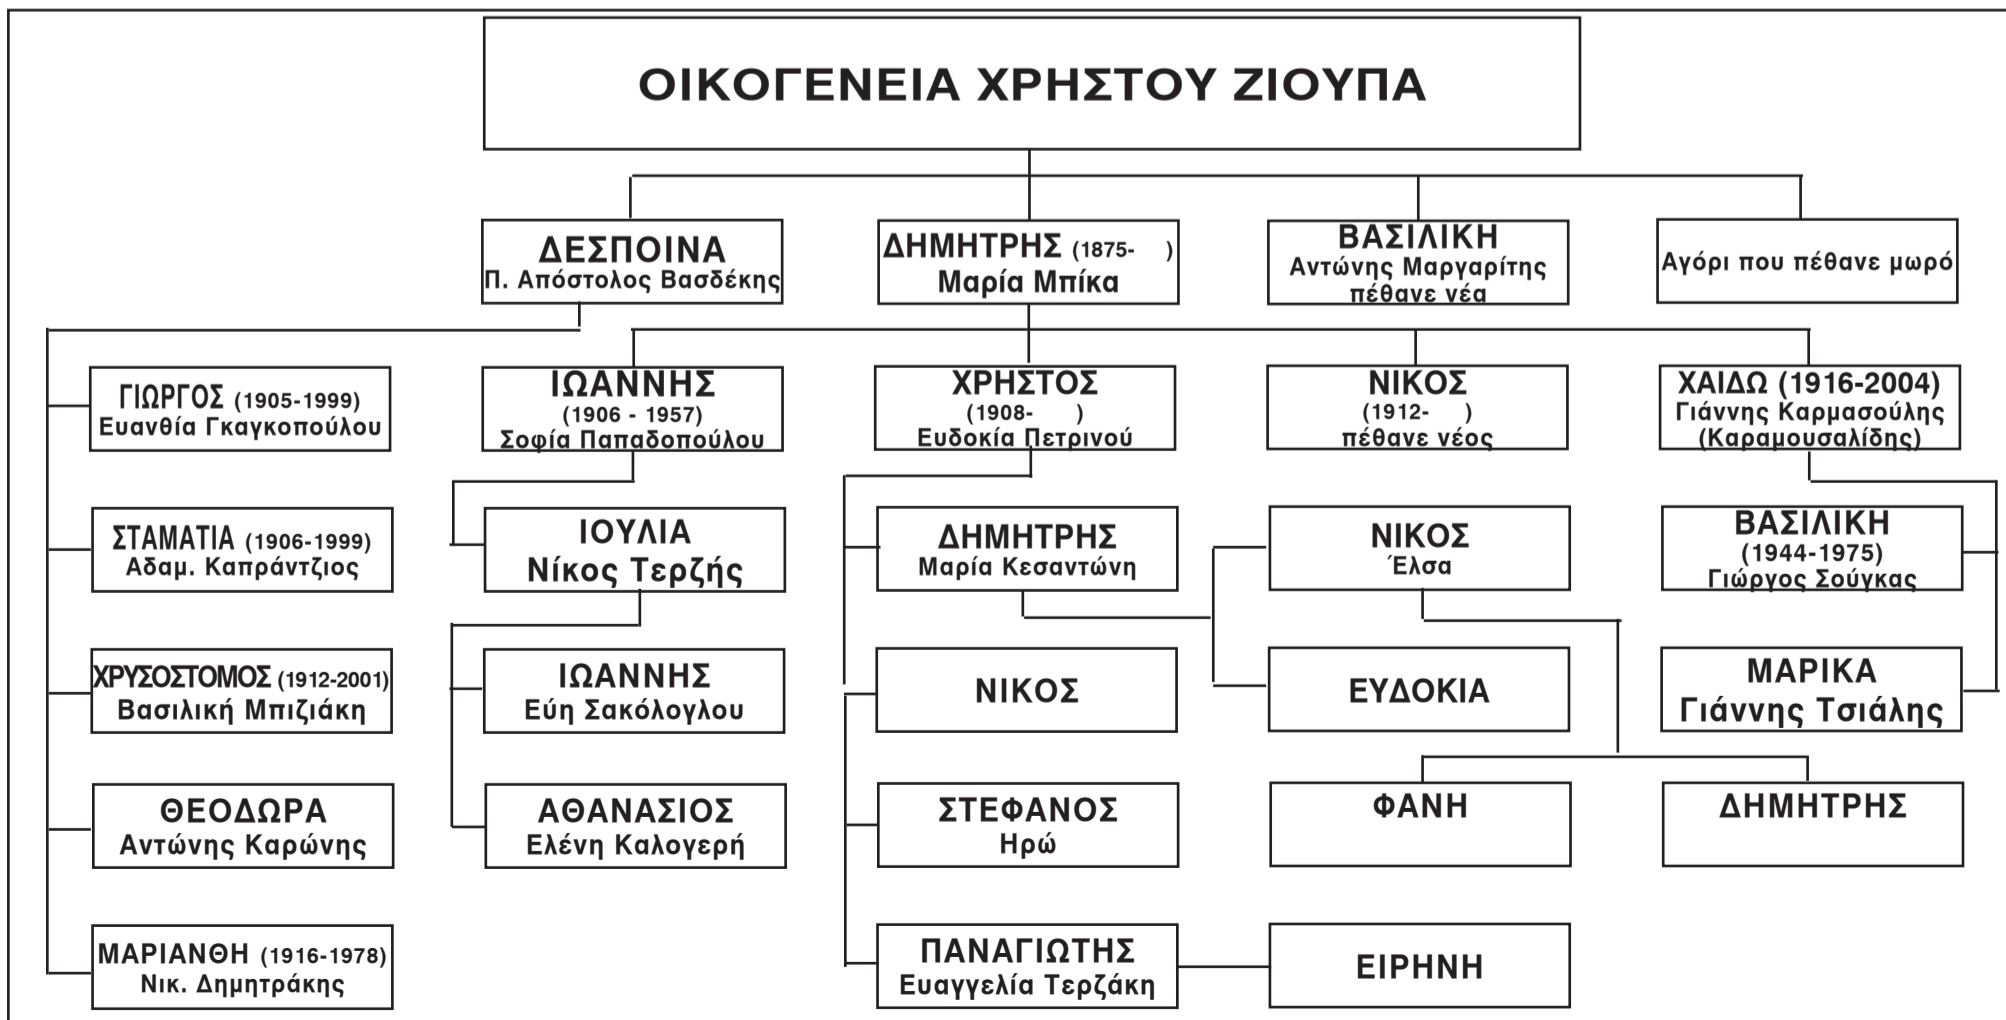 ΟΙΚΟΓΕΝΕΙΑ ΧΡΗΣΤΟΥ ΖΙΟΥΠΑ
ΔΕΣΠΟΙΝΑ
Π. Απόστολος Βασδέκης
ΔΗΜΗΤΡΗΣ (1875- )
Μαρία Μπίκα
ΒΑΣΙΛΙΚΗ
Αντώνης Μαργαρίτης
πέθανε νέα
Αγόρι που πέθανε μωρό
ΓΙΩΡΓΟΣ (1905-1999)
Ευανθία Γκαγκοπούλου
ΙΩΑΝΝΗΣ
(1906 - 1957)
Σοφία Παπαδοπούλου
ΧΡΗΣΤΟΣ
(1908- )
Ευδοκία Πετρινού
ΝΙΚΟΣ
(1912- )
πέθανε νέος
ΧΑΙΔΩ (1916-2004)
Γιάννης Καρμασούλης
(Καραμουσαλίδης)
ΣΤΑΜΑΤΙΑ (1906-1999)
Αδαμ. Καπράντζιος
ΙΟΥΛΙΑ
Νίκος Τερζής
ΔΗΜΗΤΡΗΣ
Μαρία Κεσαντώνη
ΝΙΚΟΣ
Έλσα
ΒΑΣΙΛΙΚΗ
(1944-1975)
Γιώργος Σούγκας
ΧΡΥΣΟΣΤΟΜΟΣ (1912-2001)
Βασιλική Μπιζιάκη
ΙΩΑΝΝΗΣ
Εύη Σακόλογλου
ΝΙΚΟΣ
ΕΥΔΟΚΙΑ
ΜΑΡΙΚΑ
Γιάννης Τσιάλης
ΘΕΟΔΩΡΑ
Αντώνης Καρώνης
ΑΘΑΝΑΣΙΟΣ
Ελένη Καλογερή
ΣΤΕΦΑΝΟΣ
Ηρώ
ΦΑΝΗ
ΔΗΜΗΤΡΗΣ
ΜΑΡΙΑΝΘΗ (1916-1978)
Νικ. Δημητράκης
ΠΑΝΑΓΙΩΤΗΣ
Ευαγγελία Τερζάκη
ΕΙΡΗΝΗ